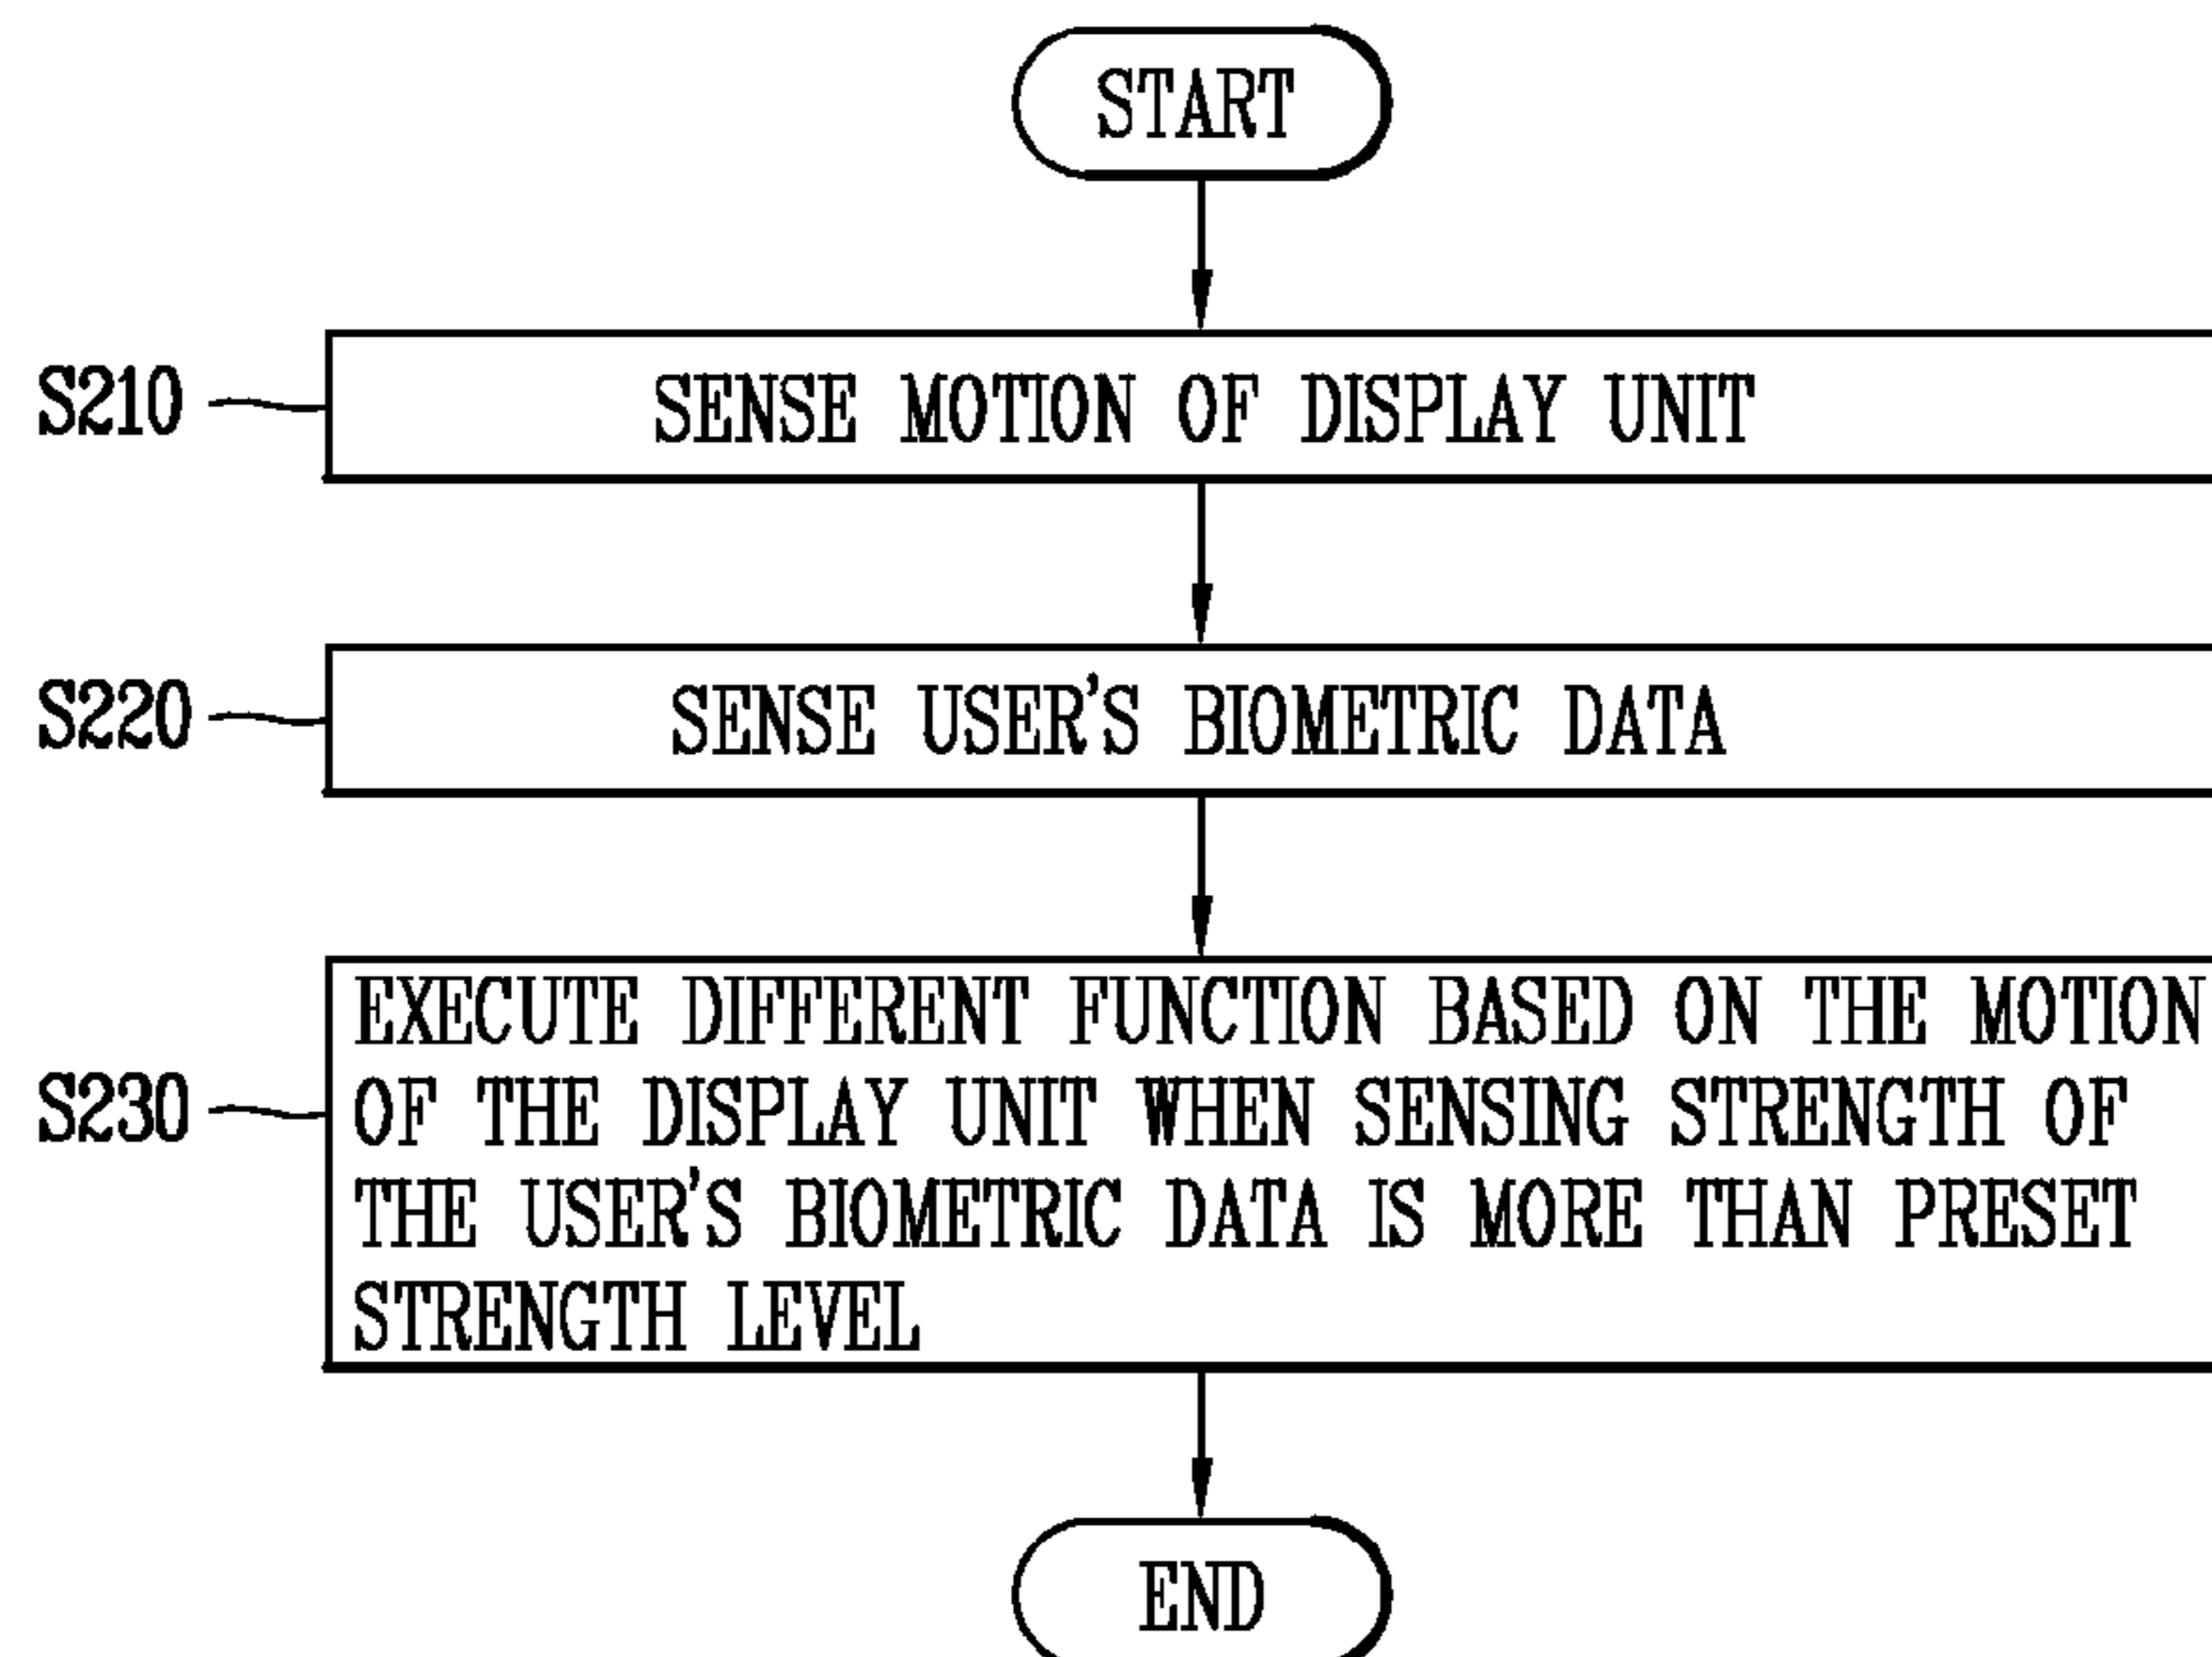 START
S210
SENSE MOTION OF DISPLAY UNIT
S220
SENSE USER'S BIOMETRIC DATA
S230
EXECUTE DIFFERENT FUNCTION BASED ON THE MOTION
OF THE DISPLAY UNIT WHEN SENSING STRENGTH OF
THE USER'S BIOMETRIC DATA IS MORE THAN PRESET
STRENGTH LEVEL
END